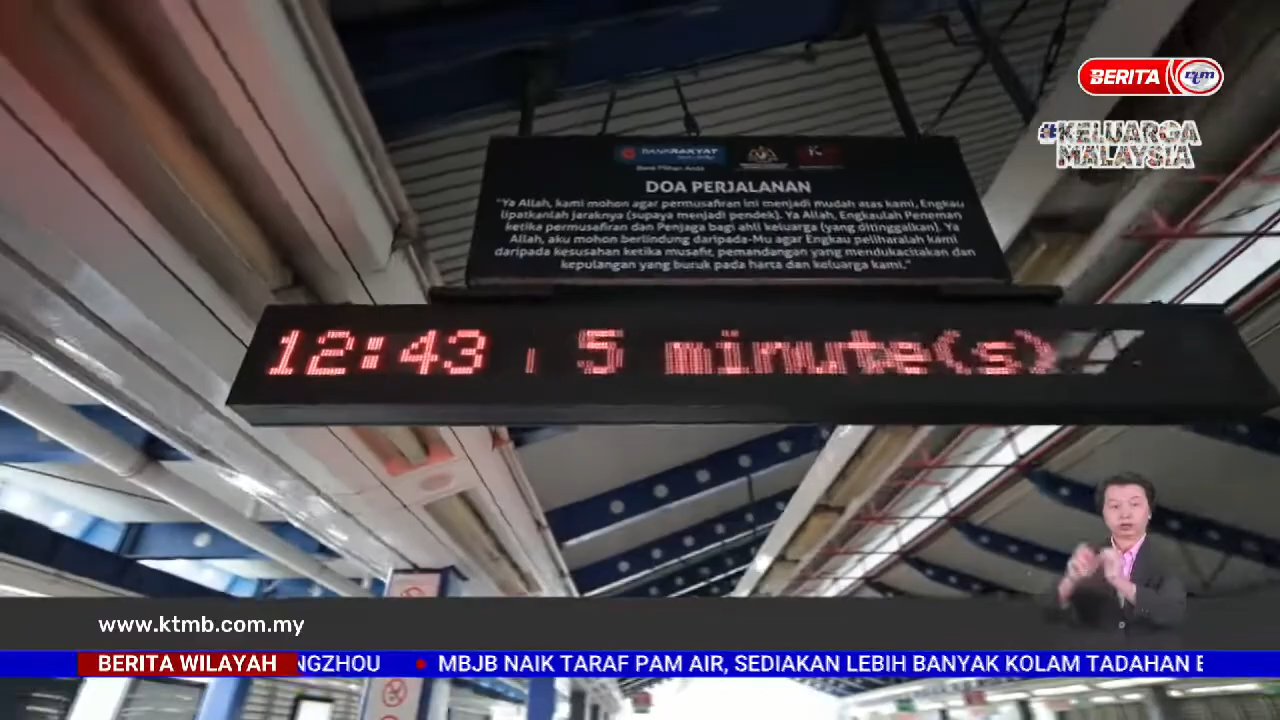 BERITA rtm
#KELUARGA
MALAYSIA
BANK RAKYAT
Bank Pilihan Anda
DOA PERJALANAN
"Ya Allah, kami mohon agar permusafiran ini menjadi mudah atas kami, Engkau
lipatkanlah jaraknya (supaya menjadi pendek). Ya Allah, Engkaulah Peneman
ketika permusafiran dan Penjaga bagi ahli keluarga (yang ditinggalkan). Ya
Allah, aku mohon berlindung daripada-Mu agar Engkau peliharalah kami
daripada kesusahan ketika musafir, pemandangan yang mendukacitakan dan
kepulangan yang buruk pada harta dan keluarga kami."
12:43 : 5 minute(s)
www.ktmb.com.my
BERITA WILAYAH NGZHOU • MBJB NAIK TARAF PAM AIR, SEDIAKAN LEBIH BANYAK KOLAM TADAHAN